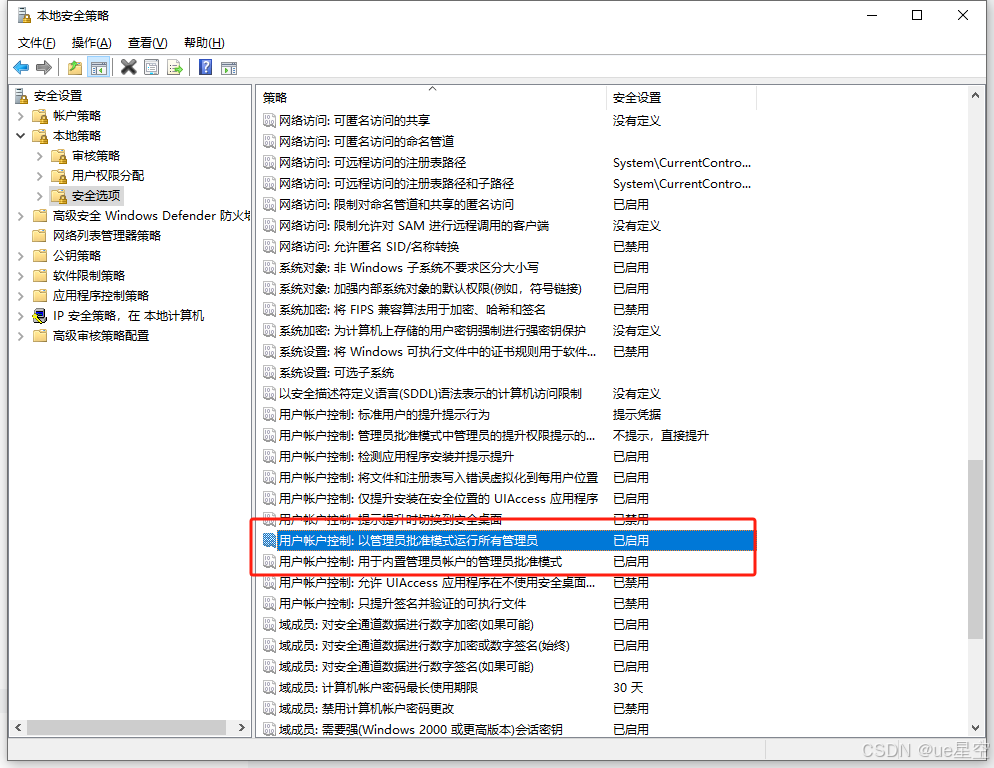 本地安全策略
文件(F) 操作(A) 查看(V) 帮助(H)
安全设置
帐户策略
本地策略
审核策略
用户权限分配
安全选项
高级安全 Windows Defender 防火墙
网络列表管理器策略
公钥策略
软件限制策略
应用程序控制策略
IP 安全策略，在 本地计算机
高级审核策略配置
策略 安全设置
网络访问: 可匿名访问的共享 没有定义
网络访问: 可匿名访问的命名管道
网络访问: 可远程访问的注册表路径 System\CurrentContro...
网络访问: 可远程访问的注册表路径和子路径 System\CurrentContro...
网络访问: 限制对命名管道和共享的匿名访问 已启用
网络访问: 限制允许对 SAM 进行远程调用的客户端 没有定义
网络访问: 允许匿名 SID/名称转换 已禁用
系统对象: 非 Windows 子系统不要求区分大小写 已启用
系统对象: 加强内部系统对象的默认权限(例如，符号链接) 已启用
系统加密: 将 FIPS 兼容算法用于加密、哈希和签名 已禁用
系统加密: 为计算机上存储的用户密钥强制进行强密钥保护 没有定义
系统设置: 将 Windows 可执行文件中的证书规则用于软件... 已禁用
系统设置: 可选子系统
以安全描述符定义语言(SDDL)语法表示的计算机访问限制 没有定义
用户帐户控制: 标准用户的提升提示行为 提示凭据
用户帐户控制: 管理员批准模式中管理员的提升权限提示的... 不提示，直接提升
用户帐户控制: 检测应用程序安装并提示提升 已启用
用户帐户控制: 将文件和注册表写入错误虚拟化到每用户位置 已启用
用户帐户控制: 仅提升安装在安全位置的 UIAccess 应用程序 已启用
用户帐户控制: 提示提升时切换到安全桌面 已禁用
用户帐户控制: 以管理员批准模式运行所有管理员 已启用
用户帐户控制: 用于内置管理员帐户的管理员批准模式 已启用
用户帐户控制: 允许 UIAccess 应用程序在不使用安全桌面... 已禁用
用户帐户控制: 只提升签名并验证的可执行文件 已禁用
域成员: 对安全通道数据进行数字加密(如果可能) 已启用
域成员: 对安全通道数据进行数字加密或数字签名(始终) 已启用
域成员: 对安全通道数据进行数字签名(如果可能) 已启用
域成员: 计算机帐户密码最长使用期限 30 天
域成员: 禁用计算机帐户密码更改 已禁用
域成员: 需要强(Windows 2000 或更高版本)会话密钥 已启用
CSDN @ue星空